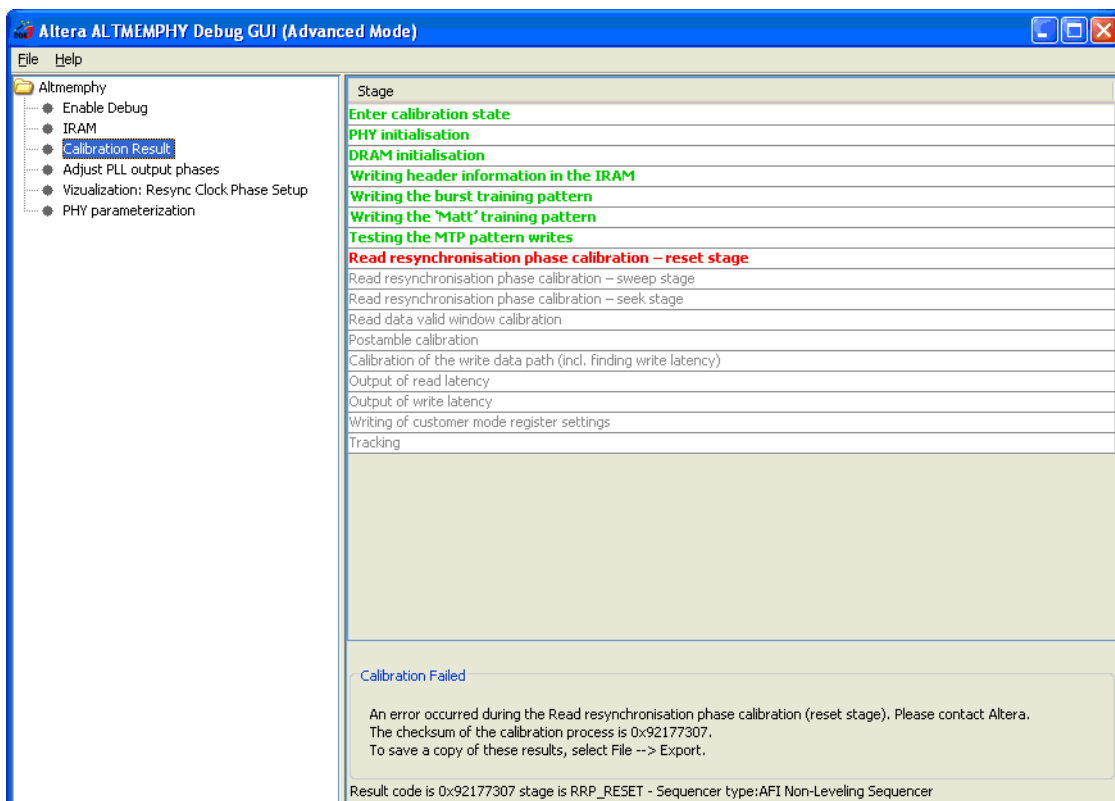 Altera ALTMEMPHY Debug GUI (Advanced Mode)
File Help
Altmemphy
Enable Debug
IRAM
Calibration Result
Adjust PLL output phases
Vizualization: Resync Clock Phase Setup
PHY parameterization
Stage
Enter calibration state
PHY initialisation
DRAM initialisation
Writing header information in the IRAM
Writing the burst training pattern
Writing the ‘Matt’ training pattern
Testing the MTP pattern writes
Read resynchronisation phase calibration – reset stage
Read resynchronisation phase calibration – sweep stage
Read resynchronisation phase calibration – seek stage
Read data valid window calibration
Postamble calibration
Calibration of the write data path (incl. finding write latency)
Output of read latency
Output of write latency
Writing of customer mode register settings
Tracking
Calibration Failed
An error occurred during the Read resynchronisation phase calibration (reset stage). Please contact Altera.
The checksum of the calibration process is 0x92177307.
To save a copy of these results, select File --> Export.
Result code is 0x92177307 stage is RRP_RESET - Sequencer type:AFI Non-Leveling Sequencer